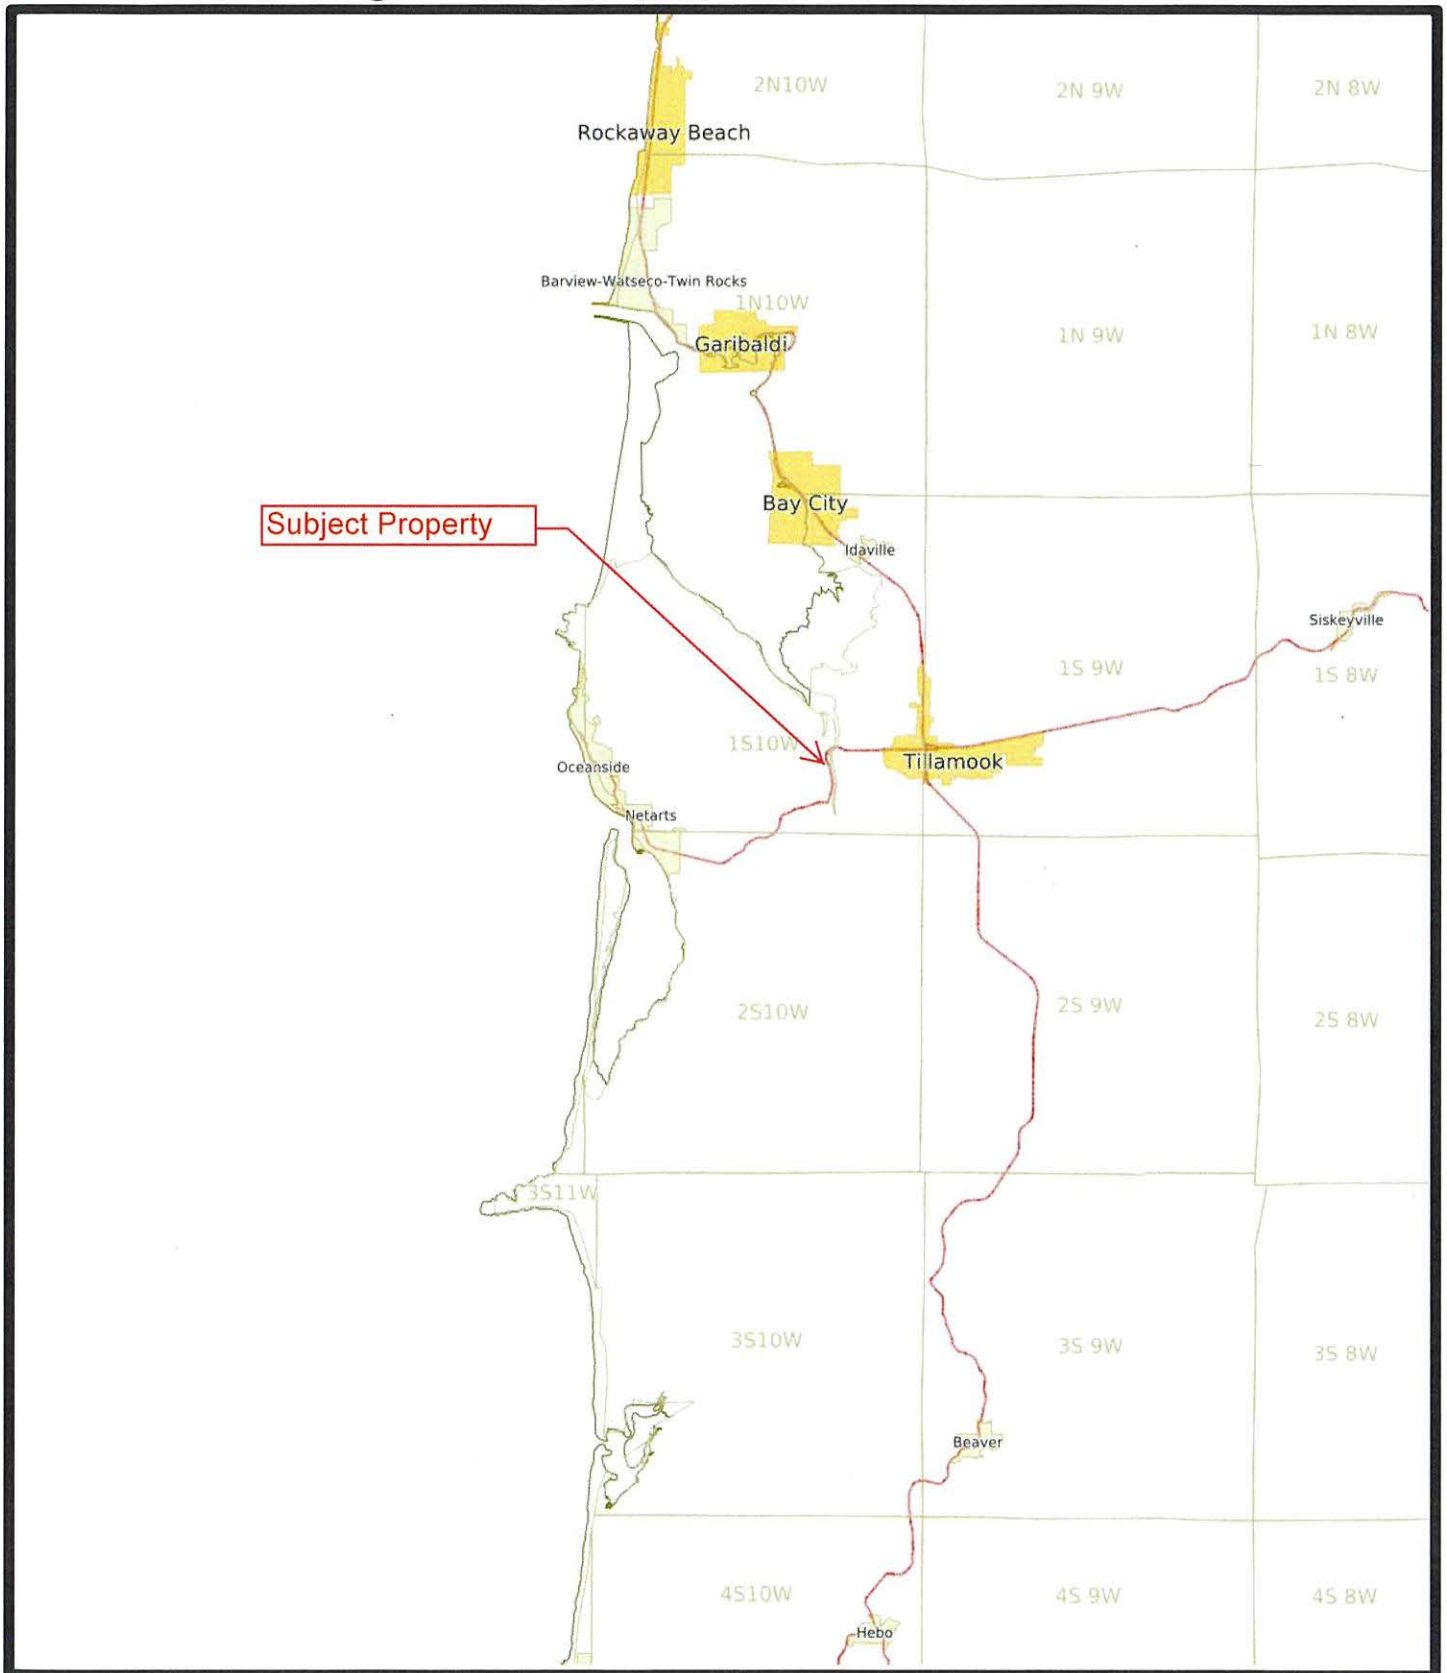 2N10W
2N 9W
2N 8W
Rockaway Beach
Barview-Watseco-Twin Rocks
1N10W
1N 9W
1N 8W
Garibaldi
Bay City
Subject Property
Idaville
Siskeyville
1S 9W
1S 8W
1S10W
Tillamook
Oceanside
Netarts
2S10W
2S 9W
2S 8W
3S11W
3S10W
3S 9W
3S 8W
Beaver
4S10W
4S 9W
4S 8W
Hebo